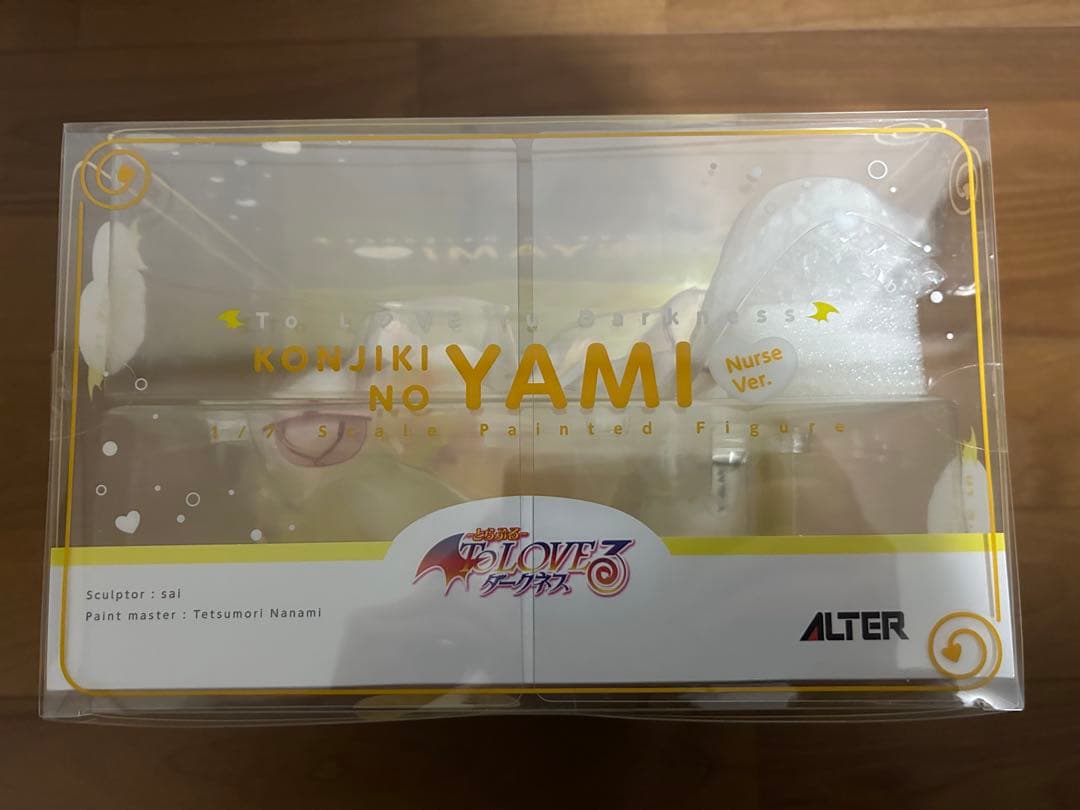 To LOVE ru Darkness
KONJIKI
NO YAMI
Nurse
Ver.
1/7 Scale Painted Figure
-とらぶる-
To LOVEる
ダークネス
Sculptor : sai
Paint master : Tetsumori Nanami
ALTER